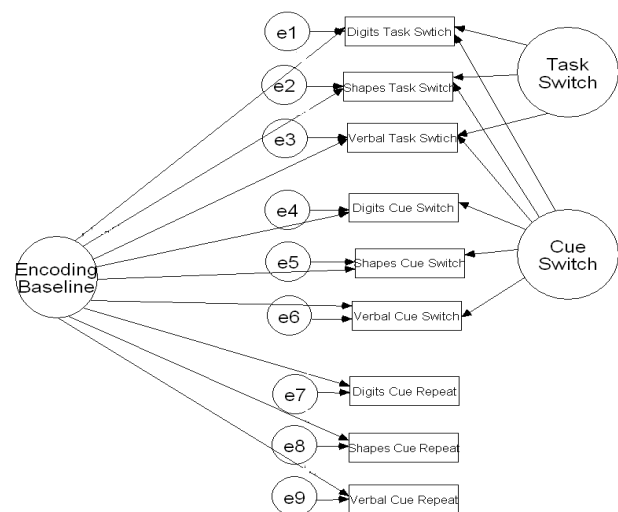 e1
Digits Task Swtich
Task
Switch
e2
Shapes Task Switch
e3
Verbal Task Swtich
e4
Digits Cue Switch
Cue
Switch
Encoding
Baseline
e5
Shapes Cue Switch
e6
Verbal Cue Switch
e7
Digits Cue Repeat
e8
Shapes Cue Repeat
e9
Verbal Cue Repeat